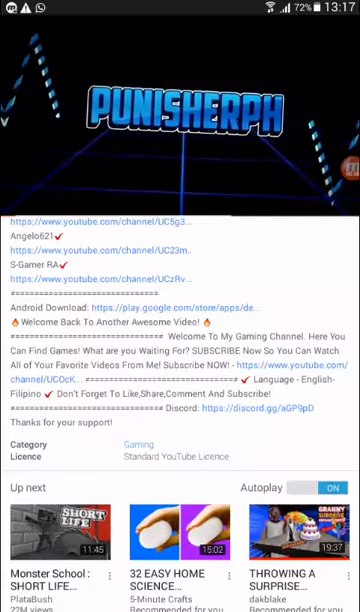 72% 13:17
PUNISHERPH
https://www.youtube.com/channel/UC5g3...
Angelo621✔
https://www.youtube.com/channel/UC23m..
S-Gamer RA✔
https://www.youtube.com/channel/UCzRv...
≠==============================
Android Download: https://play.google.com/store/apps/de...
🔥Welcome Back To Another Awesome Video! 🔥
≠============================== Welcome To My Gaming Channel. Here You
Can Find Games! What are you Waiting For? SUBSCRIBE Now So You Can Watch
All of Your Favorite Videos From Me! Subscribe NOW! - https://www.youtube.com/
channel/UCOcK... ≠============================== ✔ Language - English-
Filipino ✔ Don't Forget To Like,Share,Comment And Subscribe!
≠============================== Discord: https://discord.gg/aGP9pD
Thanks for your support!
Category Gaming
Licence Standard YouTube Licence
Up next Autoplay ON
SHORT LIFE
11:45
15:02
GRANNY SURPRISE
19:37
Monster School : SHORT LIFE...
PlataBush
22M views
32 EASY HOME SCIENCE...
5-Minute Crafts
Recommended for you
THROWING A SURPRISE...
dakblake
Recommended for you